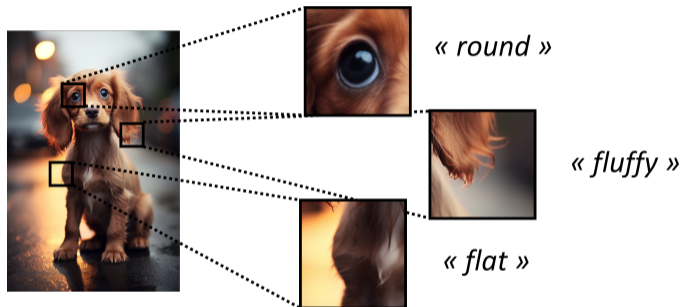 « round »
« fluffy »
« flat »